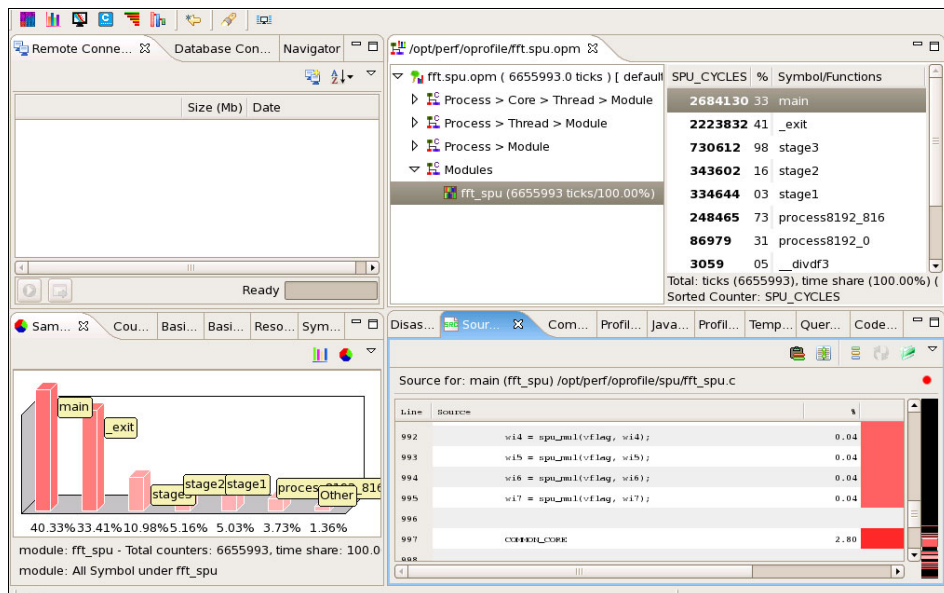 Remote Conne...
Database Con...
Navigator
/opt/perf/oprofile/fft.spu.opm
Size (Mb)
Date
Ready
fft.spu.opm ( 6655993.0 ticks ) [ default
Process > Core > Thread > Module
Process > Thread > Module
Process > Module
Modules
fft_spu (6655993 ticks/100.00%)
SPU_CYCLES % Symbol/Functions
2684130 33 main
2223832 41 _exit
730612 98 stage3
343602 16 stage2
334644 03 stage1
248465 73 process8192_816
86979 31 process8192_0
3059 05 __divdf3
Total: ticks (6655993), time share (100.00%) (
Sorted Counter: SPU_CYCLES
Sam...
Cou...
Basi...
Basi...
Reso...
Sym...
main
_exit
stage3
stage2
stage1
process8192_816
Other
40.33% 33.41% 10.98% 5.16% 5.03% 3.73% 1.36%
module: fft_spu - Total counters: 6655993, time share: 100.0
module: All Symbol under fft_spu
Disas...
Sour...
Com...
Profil...
Java...
Profil...
Temp...
Quer...
Code...
Source for: main (fft_spu) /opt/perf/oprofile/spu/fft_spu.c
Line Source %
992 wi4 = spu_mul(vflag, wi4); 0.04
993 wi5 = spu_mul(vflag, wi5); 0.04
994 wi6 = spu_mul(vflag, wi6); 0.04
995 wi7 = spu_mul(vflag, wi7); 0.04
996
997 COMMON_CORE 2.80
998